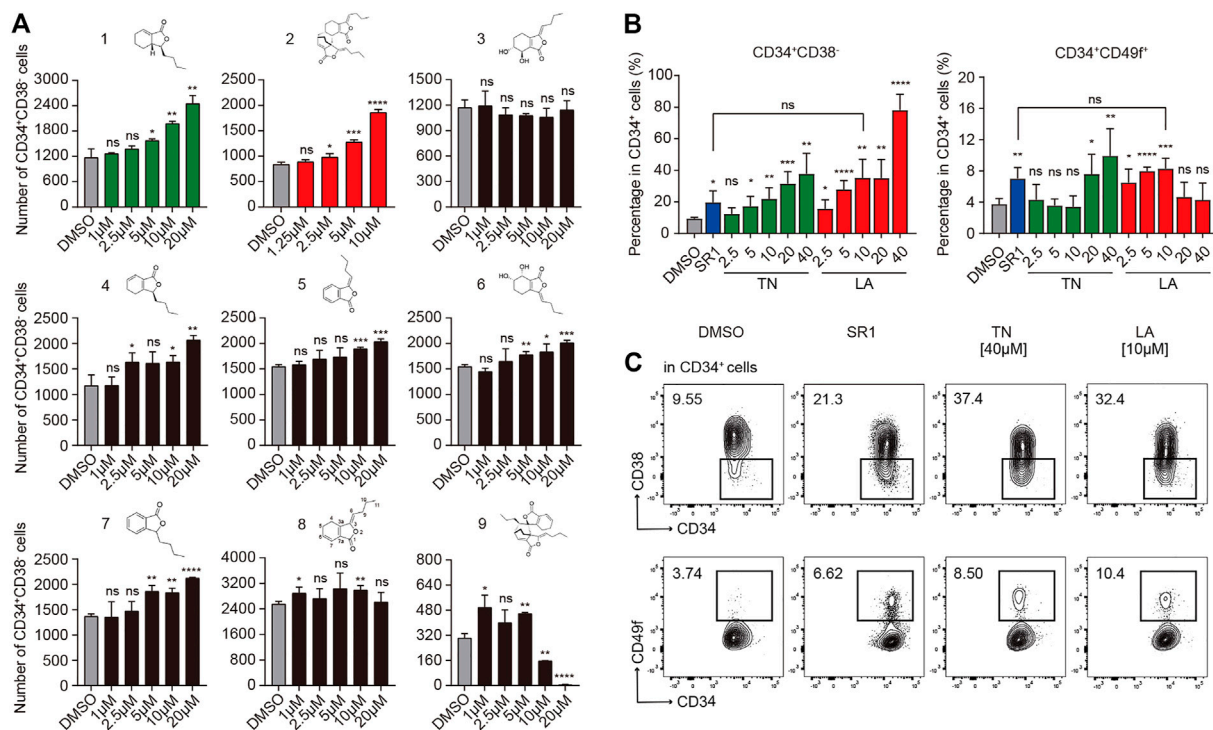 A
Number of CD34⁺CD38⁻ cells
1
O
O
H
3000
2400
1800
1200
600
0
ns
ns
*
**
**
DMSO
1μM
2.5μM
5μM
10μM
20μM
2
2500
2000
1500
1000
500
0
ns
*
***
****
DMSO
1.25μM
2.5μM
5μM
10μM
3
HO
OH
1500
1200
900
600
300
0
ns
ns
ns
ns
ns
DMSO
1μM
2.5μM
5μM
10μM
20μM
Number of CD34⁺CD38⁻ cells
4
2500
2000
1500
1000
500
0
ns
*
ns
*
**
DMSO
1μM
2.5μM
5μM
10μM
20μM
5
2500
2000
1500
1000
500
0
ns
ns
ns
***
***
DMSO
1μM
2.5μM
5μM
10μM
20μM
6
OH
HO
2500
2000
1500
1000
500
0
ns
ns
**
*
***
DMSO
1μM
2.5μM
5μM
10μM
20μM
Number of CD34⁺CD38⁻ cells
7
2500
2000
1500
1000
500
0
ns
ns
**
**
****
DMSO
1μM
2.5μM
5μM
10μM
20μM
8
4000
3200
2400
1600
800
0
*
ns
ns
**
ns
DMSO
1μM
2.5μM
5μM
10μM
20μM
9
800
640
480
320
160
0
*
ns
**
**
****
DMSO
1μM
2.5μM
5μM
10μM
20μM
B
CD34⁺CD38⁻
Percentage in CD34⁺ cells (%)
100
80
60
40
20
0
ns
*
ns
*
**
***
**
*
****
**
**
****
DMSO
SR1
2.5
5
10
20
40
2.5
5
10
20
40
TN
LA
CD34⁺CD49f⁺
Percentage in CD34⁺ cells (%)
20
16
12
8
4
0
ns
**
ns
ns
ns
*
**
*
****
***
ns
ns
DMSO
SR1
2.5
5
10
20
40
2.5
5
10
20
40
TN
LA
C
DMSO
SR1
TN
[40μM]
LA
[10μM]
in CD34⁺ cells
9.55
21.3
37.4
32.4
CD38
CD34
3.74
6.62
8.50
10.4
CD49f
CD34